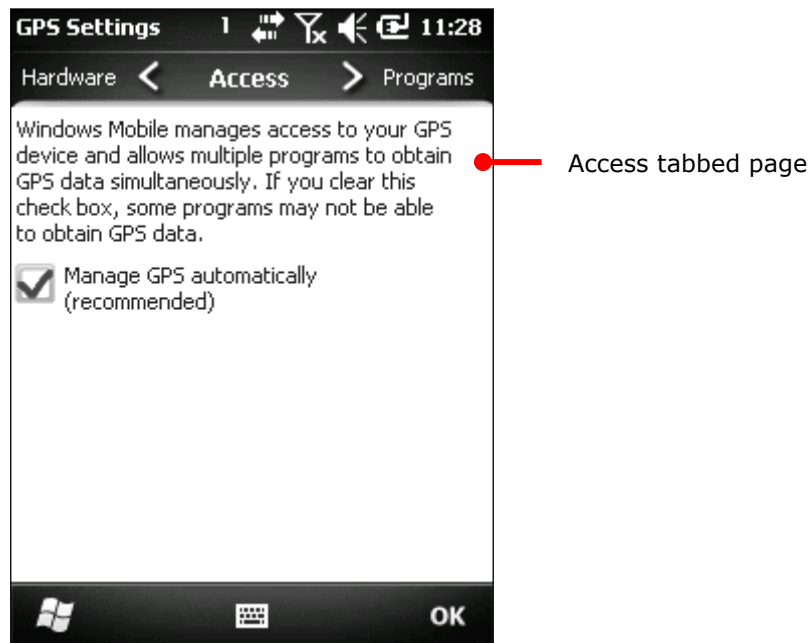 GPS Settings 1 11:28
Hardware Access Programs
Windows Mobile manages access to your GPS
device and allows multiple programs to obtain
GPS data simultaneously. If you clear this
check box, some programs may not be able
to obtain GPS data.
Manage GPS automatically
(recommended)
OK
Access tabbed page